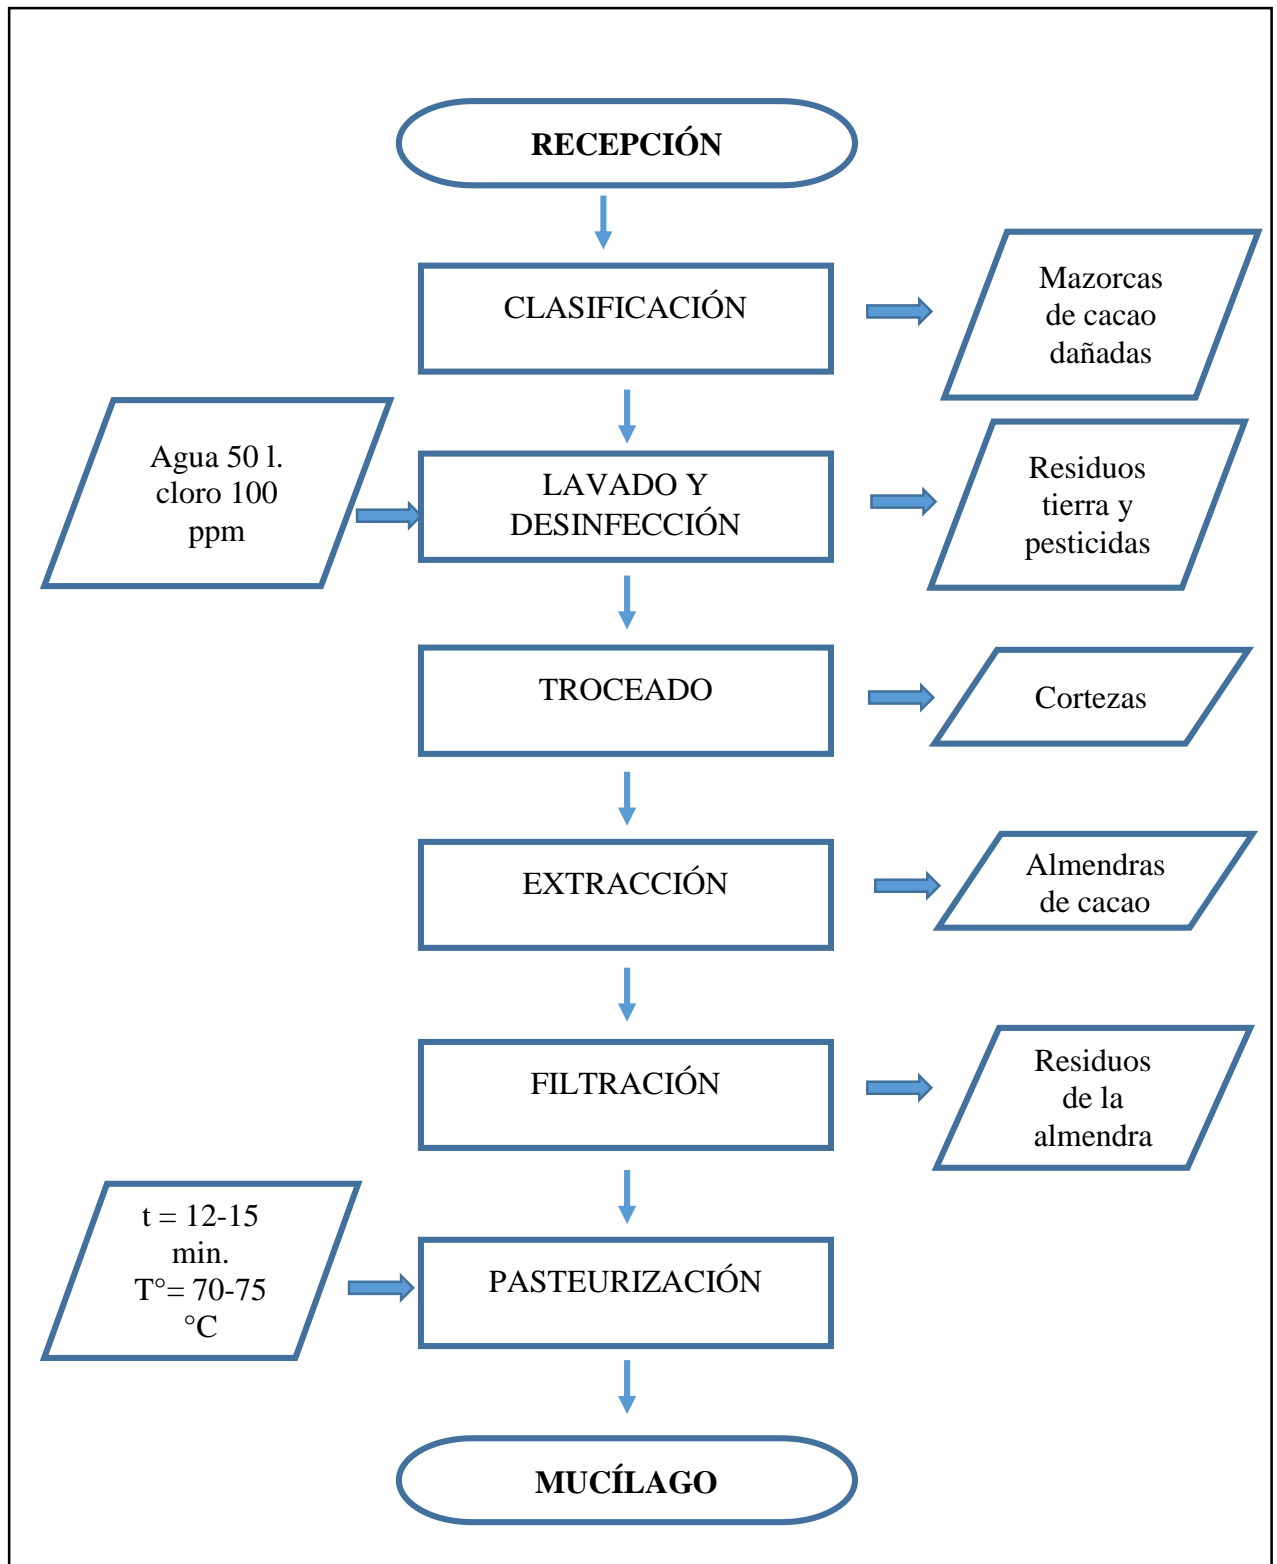 RECEPCIÓN
CLASIFICACIÓN
Mazorcas
de cacao
dañadas
Agua 50 l.
cloro 100
ppm
LAVADO Y
DESINFECCIÓN
Residuos
tierra y
pesticidas
TROCEADO
Cortezas
EXTRACCIÓN
Almendras
de cacao
FILTRACIÓN
Residuos
de la
almendra
t = 12-15
min.
T°= 70-75
°C
PASTEURIZACIÓN
MUCÍLAGO